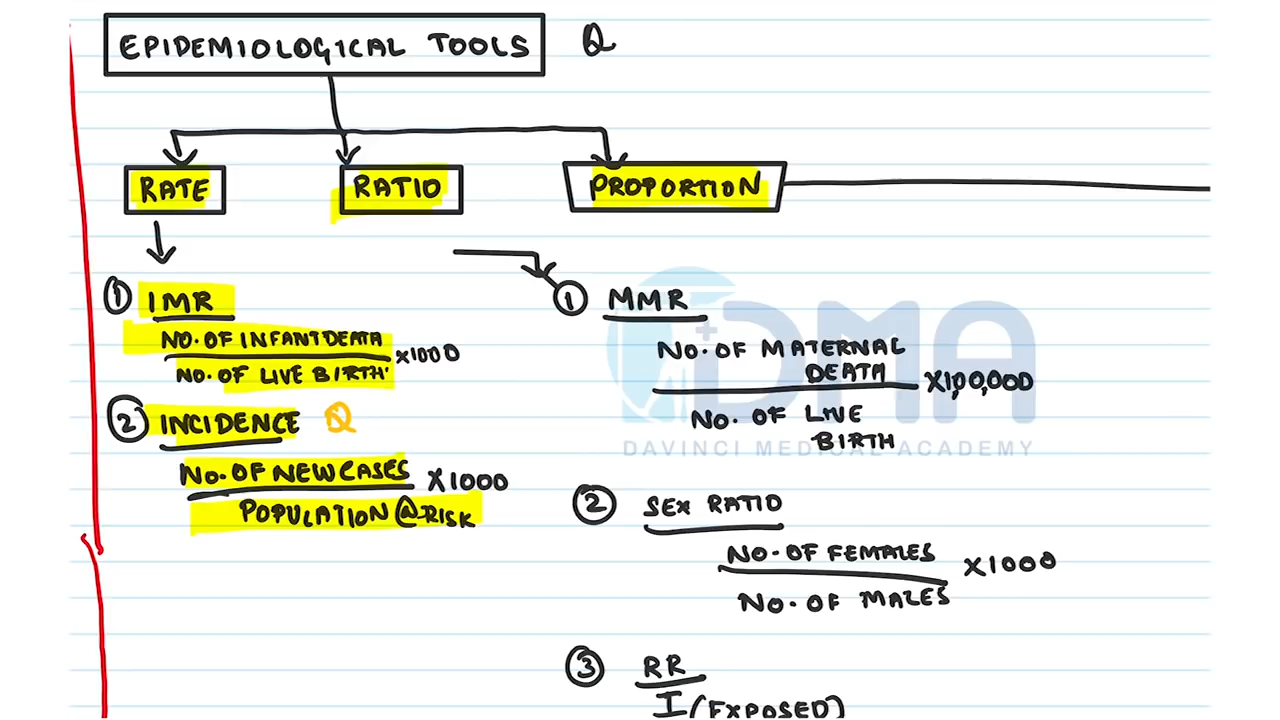 EPIDEMIOLOGICAL TOOLS Q
RATE RATIO PROPORTION
① IMR
NO. OF INFANT DEATH
x1000
NO. OF LIVE BIRTH
② INCIDENCE Q
NO. OF NEW CASES
x1000
POPULATION @ RISK
① MMR
NO. OF MATERNAL
DEATH
x1,00,000
NO. OF LIVE
BIRTH
② SEX RATIO
NO. OF FEMALES
x1000
NO. OF MALES
③ RR
I (EXPOSED)
DMA
DAVINCI MEDICAL ACADEMY